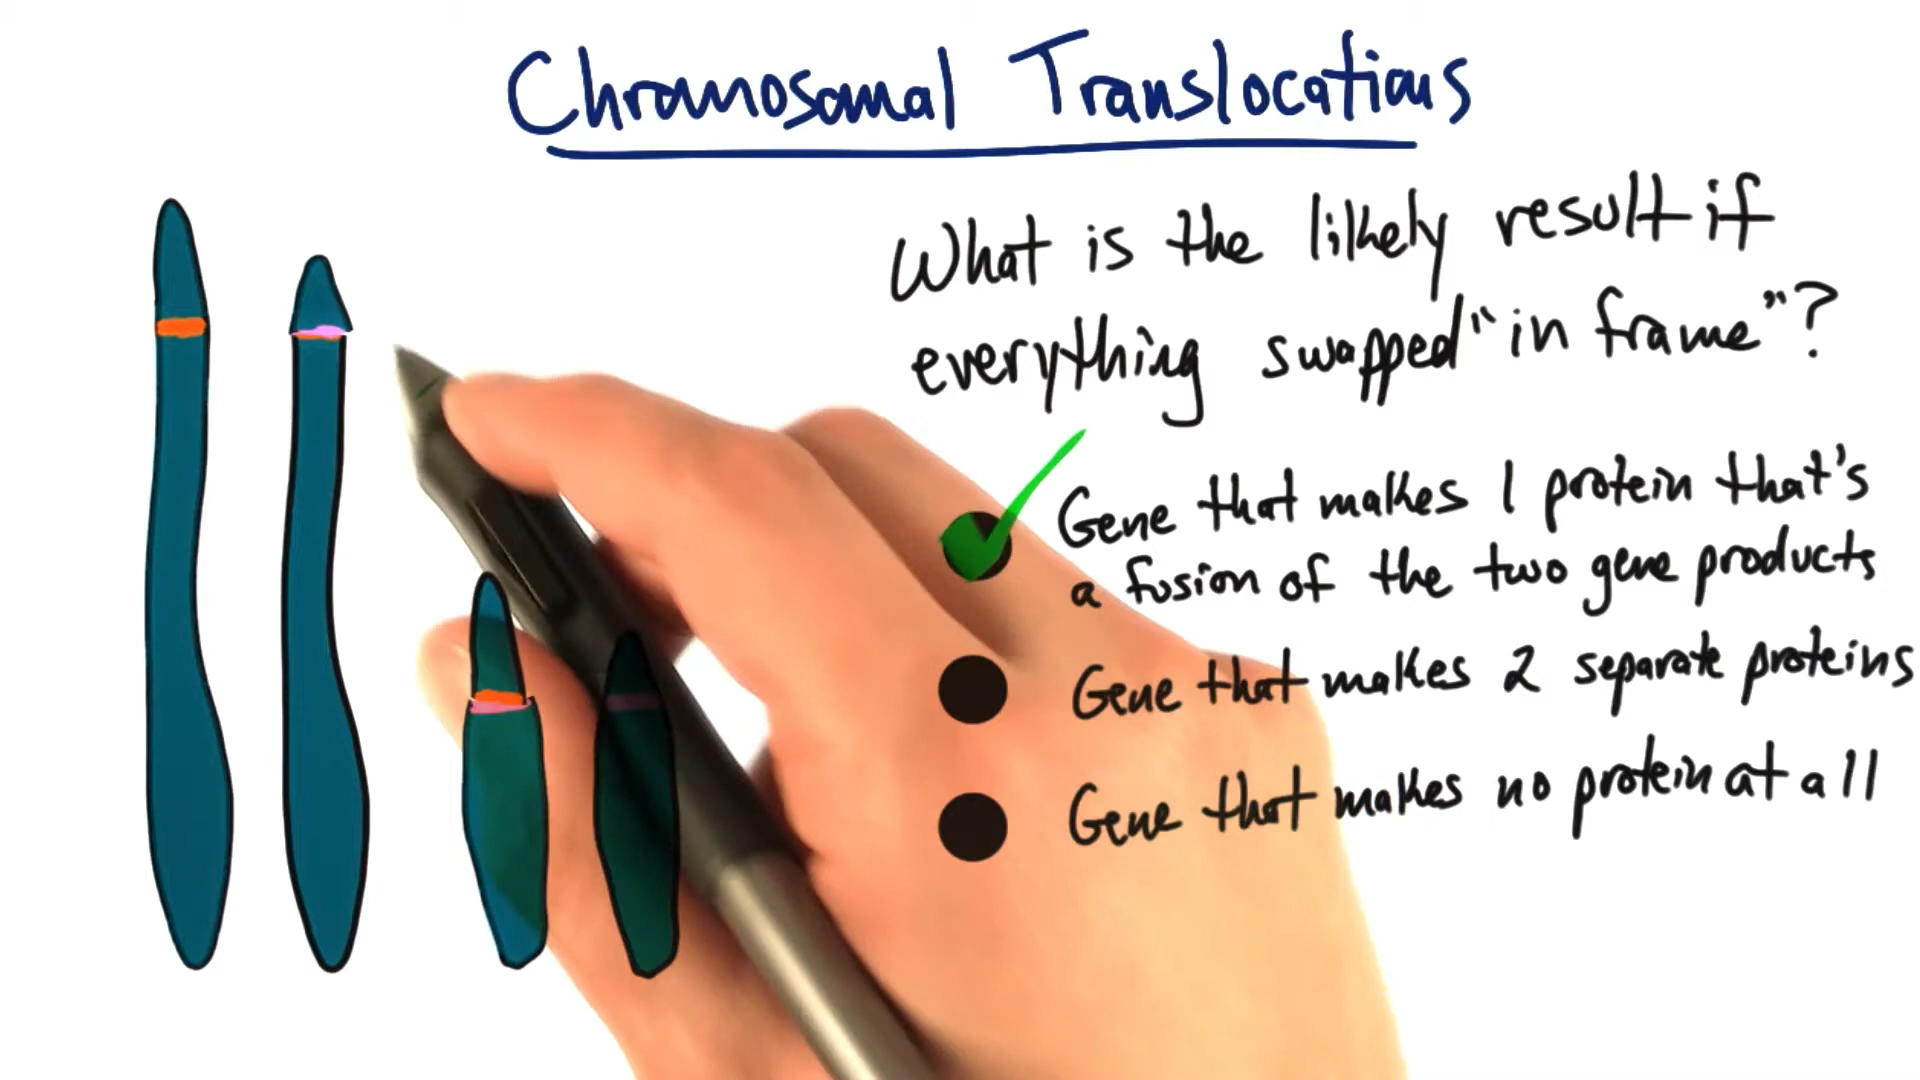 Chromosomal Translocations
What is the likely result if
everything swapped "in frame"?
Gene that makes 1 protein that's
a fusion of the two gene products
Gene that makes 2 separate proteins
Gene that makes no protein at all